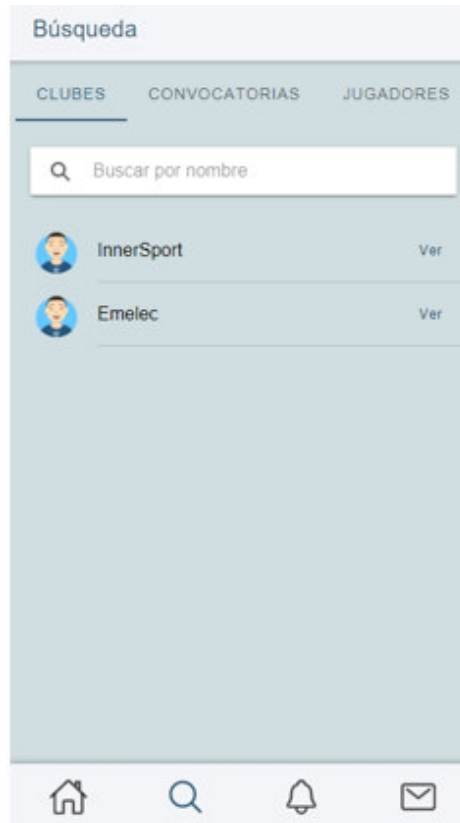 Búsqueda
CLUBES CONVOCATORIAS JUGADORES
Buscar por nombre
InnerSport Ver
Emelec Ver